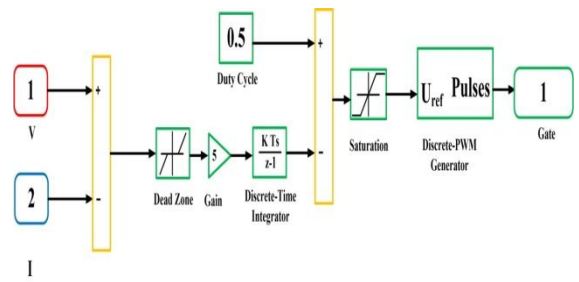 1
+
V
2
-
I
Dead Zone
5
Gain
K Ts
z-1
Discrete-Time
Integrator
0.5
Duty Cycle
+
-
Saturation
Uref Pulses
Discrete-PWM
Generator
1
Gate